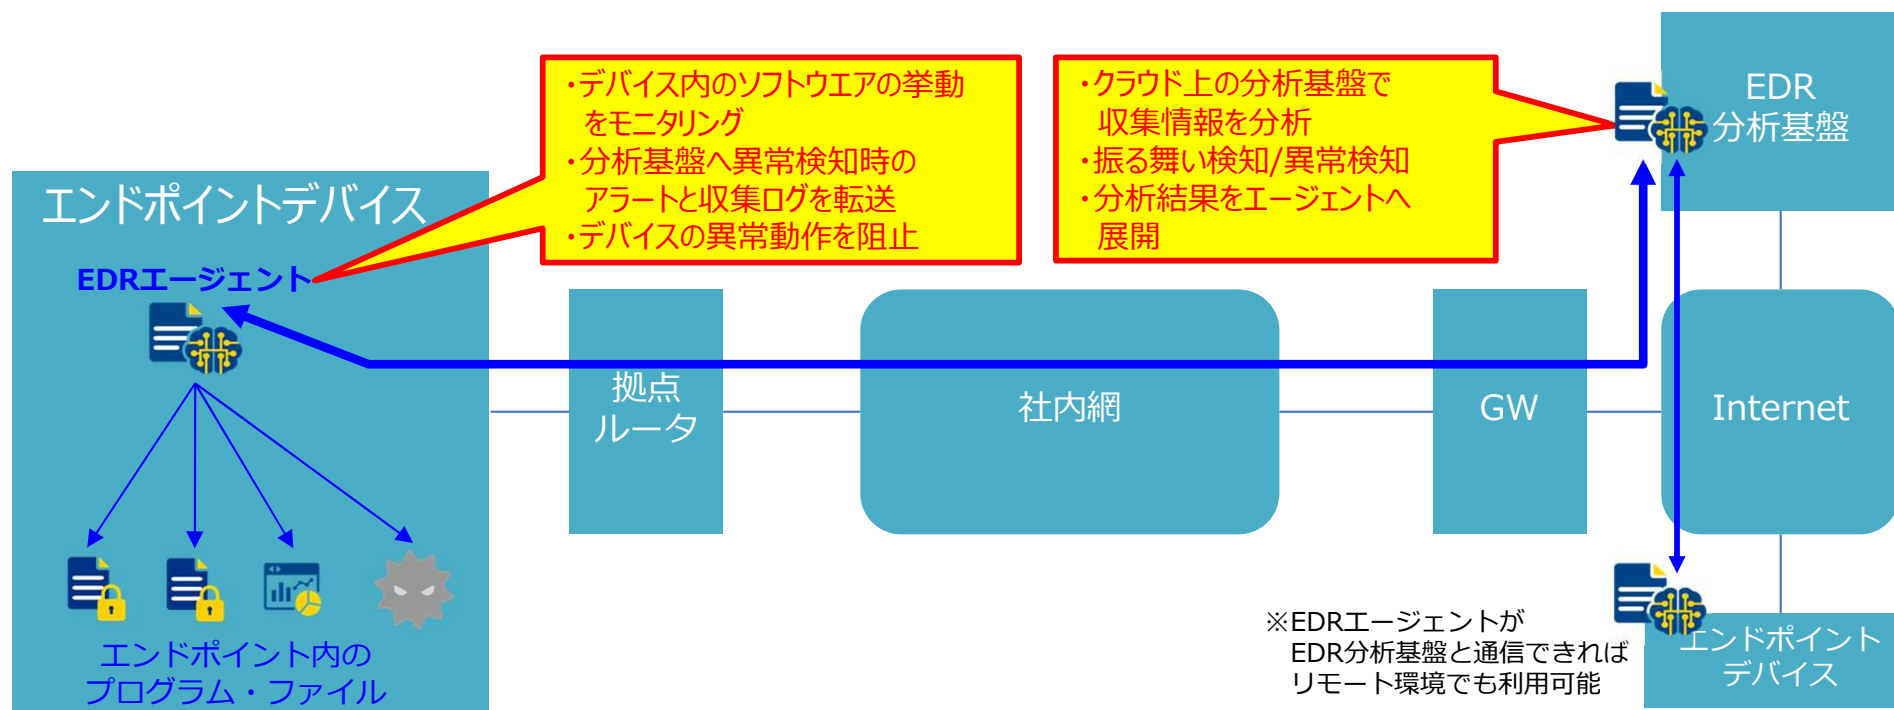 ・デバイス内のソフトウエアの挙動
をモニタリング
・分析基盤へ異常検知時の
アラートと収集ログを転送
・デバイスの異常動作を阻止
・クラウド上の分析基盤で
収集情報を分析
・振る舞い検知/異常検知
・分析結果をエージェントへ
展開
EDR
分析基盤
エンドポイントデバイス
EDRエージェント
拠点
ルータ
社内網
GW
Internet
エンドポイント内の
プログラム・ファイル
※EDRエージェントが
EDR分析基盤と通信できれば
リモート環境でも利用可能
エンドポイント
デバイス